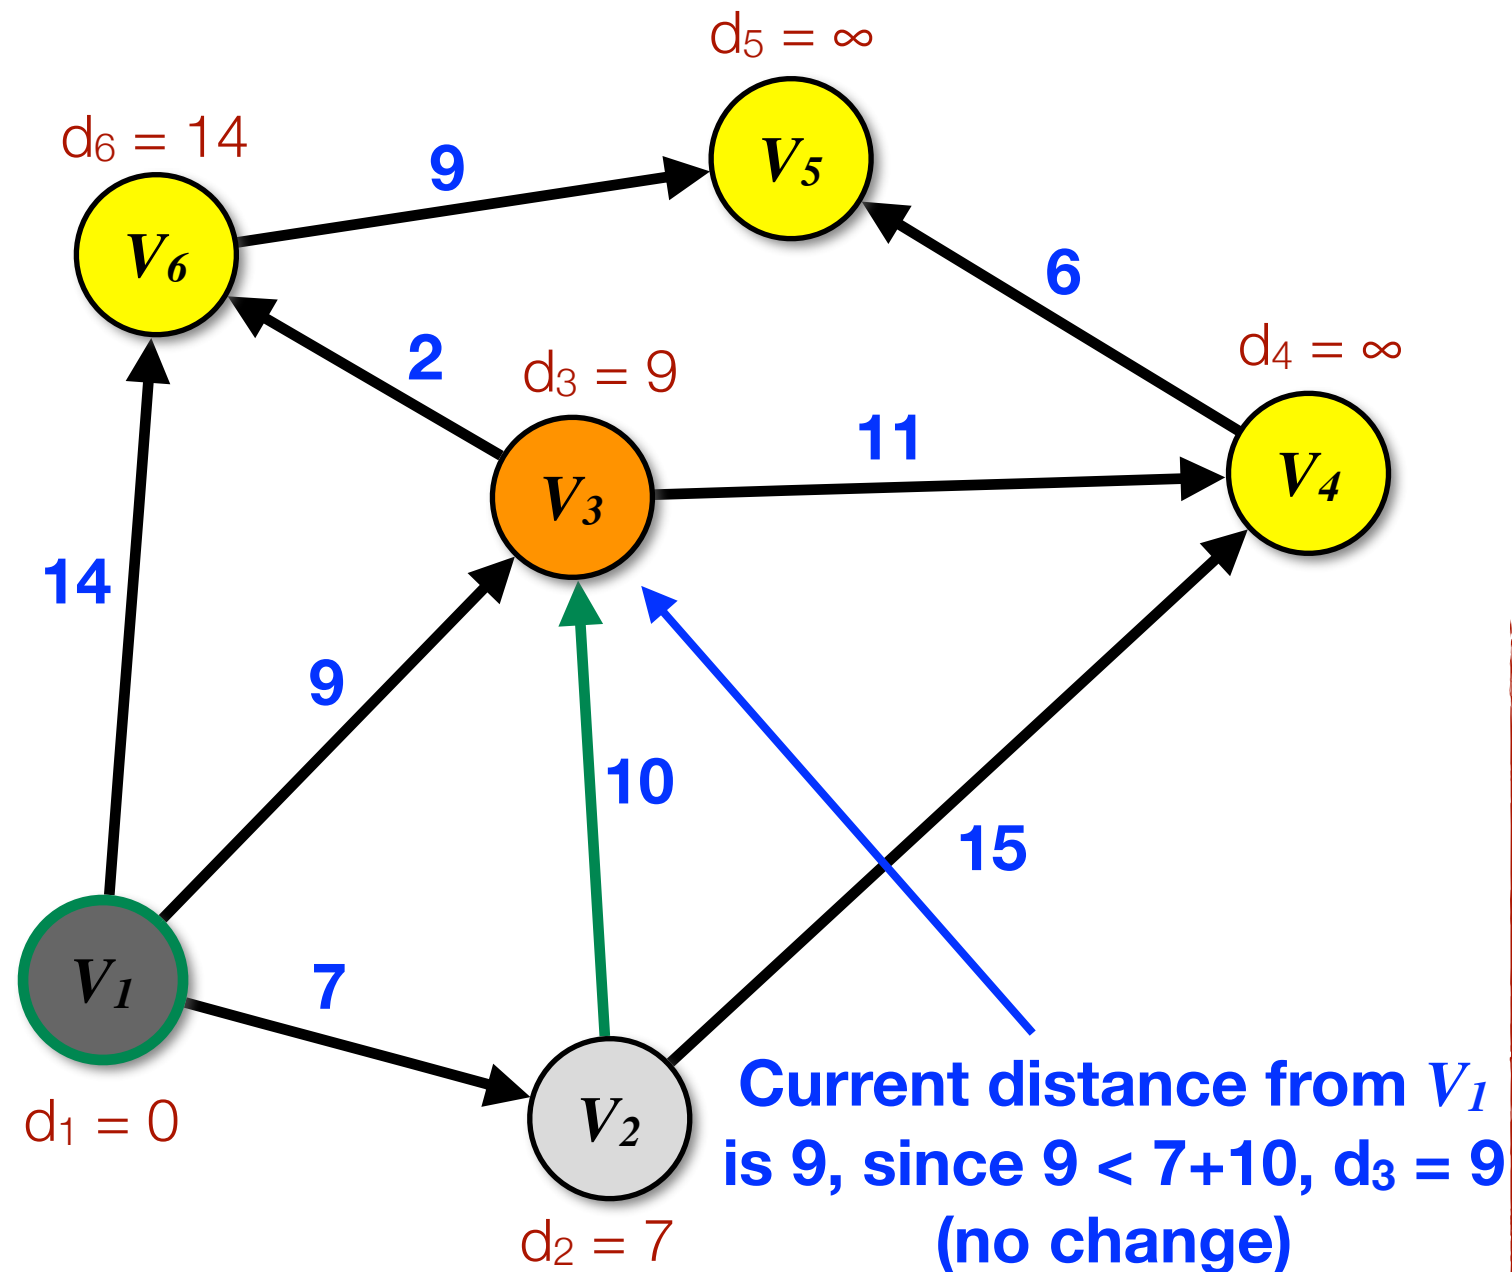 d5 = ∞
d6 = 14
9
V5
V6
6
2
d4 = ∞
d3 = 9
11
V4
V3
14
9
10
15
V1
7
Current distance from V1
d1 = 0
V2
is 9, since 9 < 7+10, d3 = 9
d2 = 7
(no change)